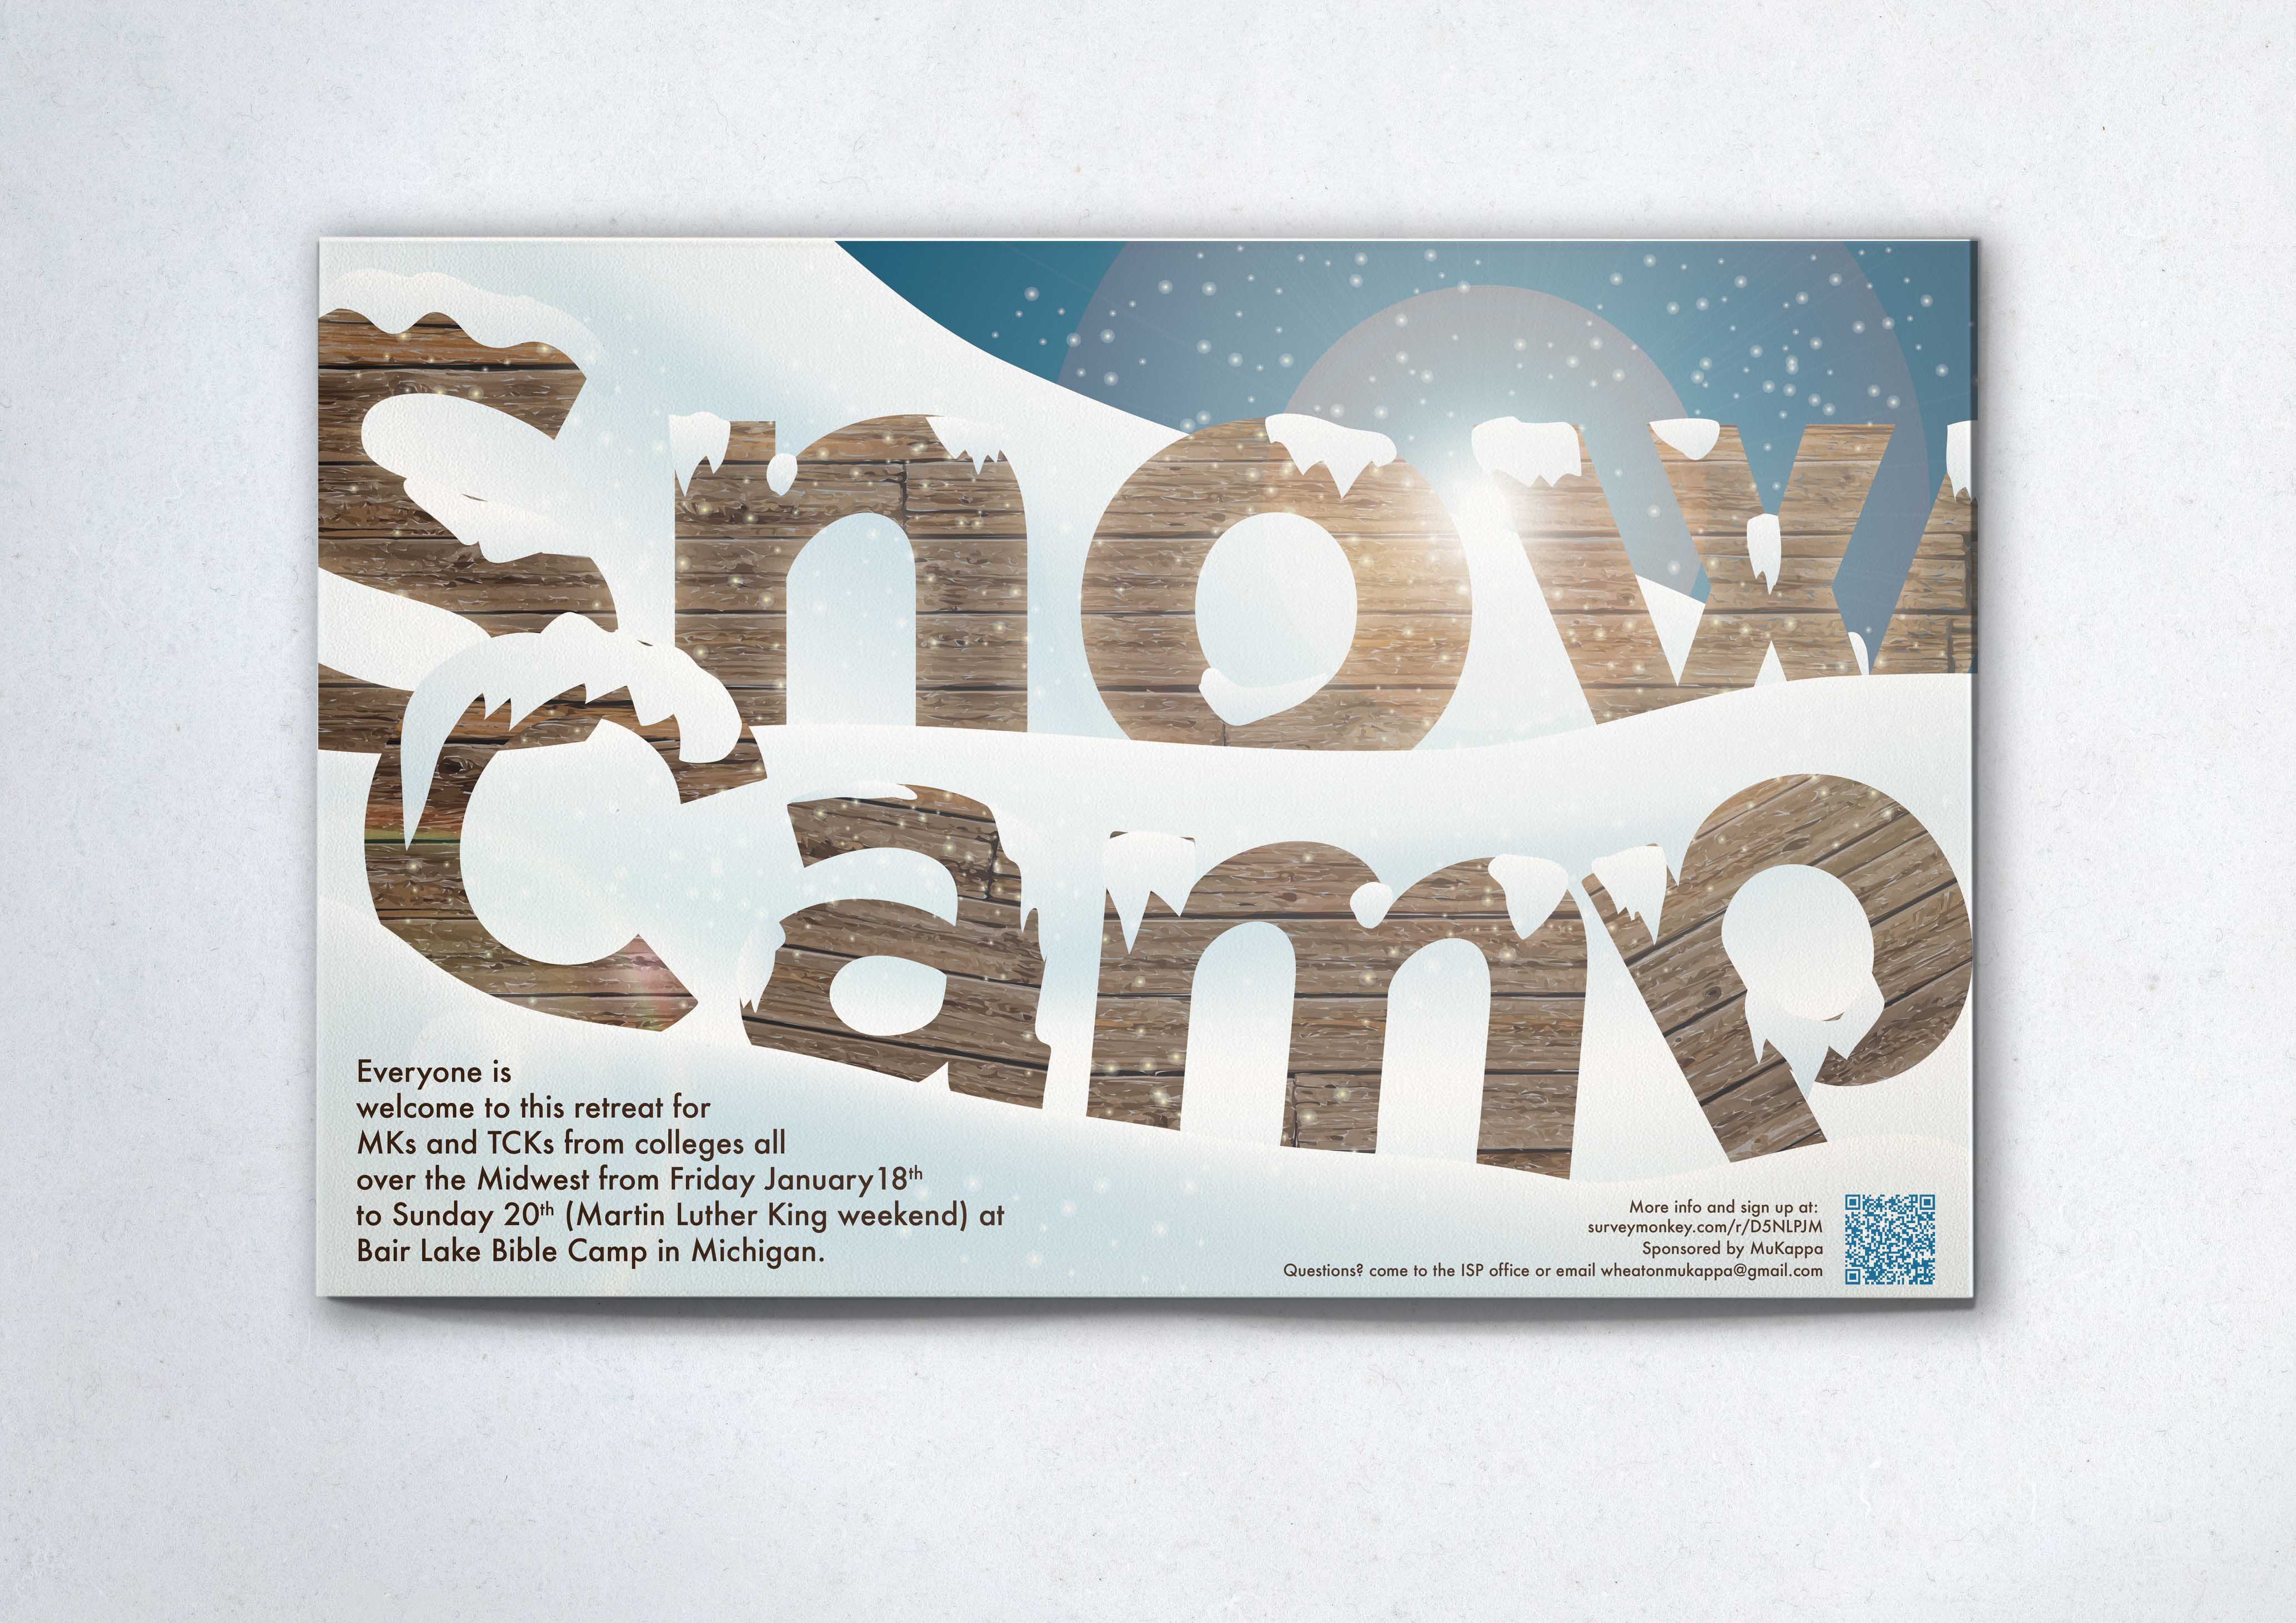 Snow
Camp
Everyone is
welcome to this retreat for
MKs and TCKs from colleges all
over the Midwest from Friday January18th
to Sunday 20th (Martin Luther King weekend) at
Bair Lake Bible Camp in Michigan.
More info and sign up at:
surveymonkey.com/r/D5NLPJM
Sponsored by MuKappa
Questions? come to the ISP office or email wheatonmukappa@gmail.com